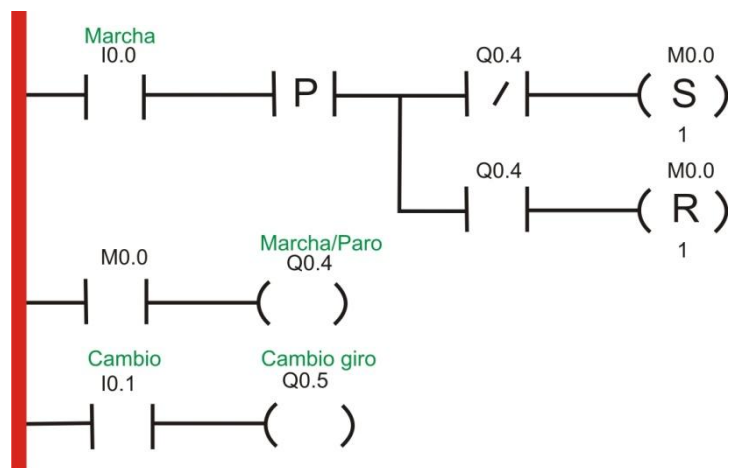 Marcha
I0.0
P
Q0.4
M0.0
S
1
Q0.4
M0.0
R
1
M0.0
Marcha/Paro
Q0.4
Cambio
I0.1
Cambio giro
Q0.5